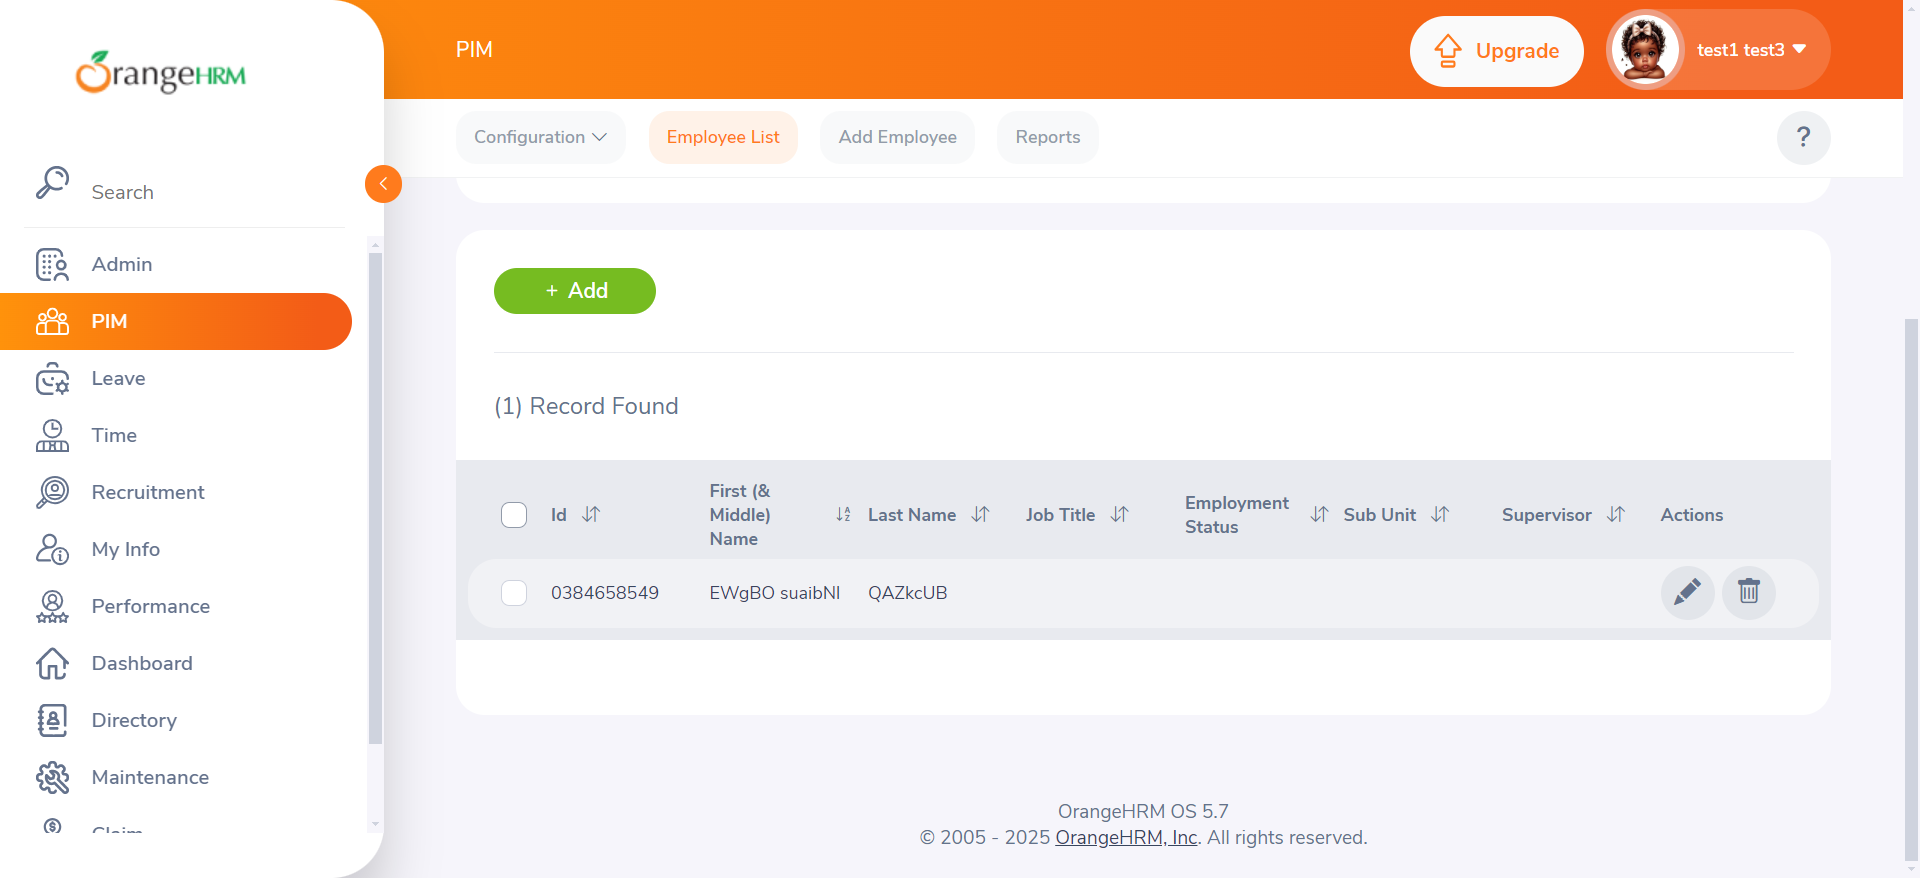 OrangeHRM
PIM
Upgrade
test1 test3
Configuration
Employee List
Add Employee
Reports
?
Search
Admin
PIM
Leave
Time
Recruitment
My Info
Performance
Dashboard
Directory
Maintenance
Claim
+ Add
(1) Record Found
Id
First (& Middle) Name
Last Name
Job Title
Employment Status
Sub Unit
Supervisor
Actions
0384658549
EWgBO suaibNl
QAZkcUB
OrangeHRM OS 5.7
© 2005 - 2025 OrangeHRM, Inc. All rights reserved.